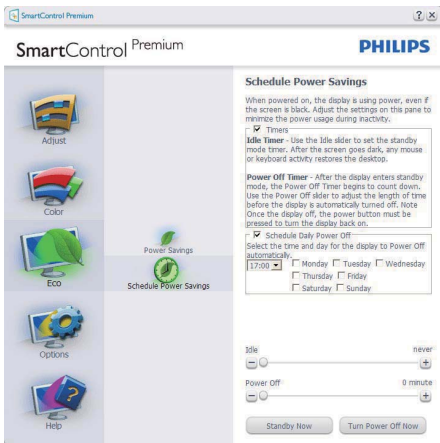 SmartControl Premium
SmartControl Premium
PHILIPS
Adjust
Color
Eco
Options
Help
Power Savings
Schedule Power Savings
Schedule Power Savings
When powered on, the display is using power, even if
the screen is black. Adjust the settings on this pane to
minimize the power usage during inactivity.
Timers
Idle Timer - Use the Idle slider to set the standby
mode timer. After the screen goes dark, any mouse
or keyboard activity restores the desktop.
Power Off Timer - After the display enters standby
mode, the Power Off Timer begins to count down.
Use the Power Off slider to adjust the length of time
before the display is automatically turned off. Note
Once the display off, the power button must be
pressed to turn the display back on.
Schedule Daily Power Off
Select the time and day for the display to Power Off
automatically.
17:00 Monday Tuesday Wednesday
Thursday Friday
Saturday Sunday
Idle never
Power Off 0 minute
Standby Now Turn Power Off Now